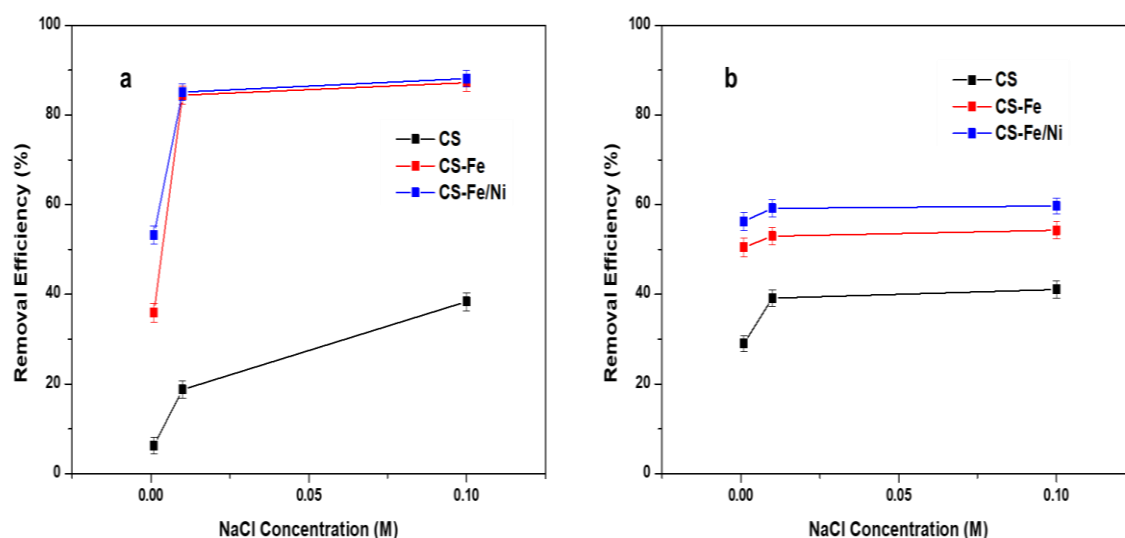 a
CS
CS-Fe
CS-Fe/Ni
Removal Efficiency (%)
100
80
60
40
20
0
0.00
0.05
0.10
NaCl Concentration (M)
b
CS
CS-Fe
CS-Fe/Ni
Removal Efficiency (%)
100
80
60
40
20
0
0.00
0.05
0.10
NaCl Concentration (M)